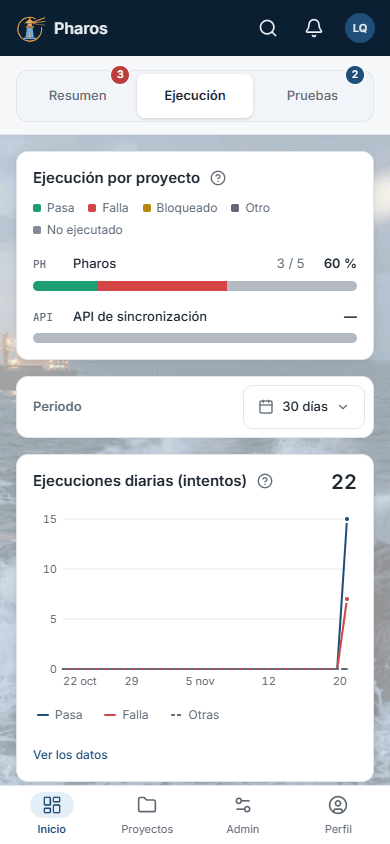 Pharos
LQ
Resumen
3
Ejecución
Pruebas
2
Ejecución por proyecto
Pasa
Falla
Bloqueado
Otro
No ejecutado
PH Pharos 3 / 5 60 %
API API de sincronización —
Periodo
30 días
Ejecuciones diarias (intentos) 22
15
10
5
0
22 oct 29 5 nov 12 20
Pasa
Falla
Otras
Ver los datos
Inicio
Proyectos
Admin
Perfil